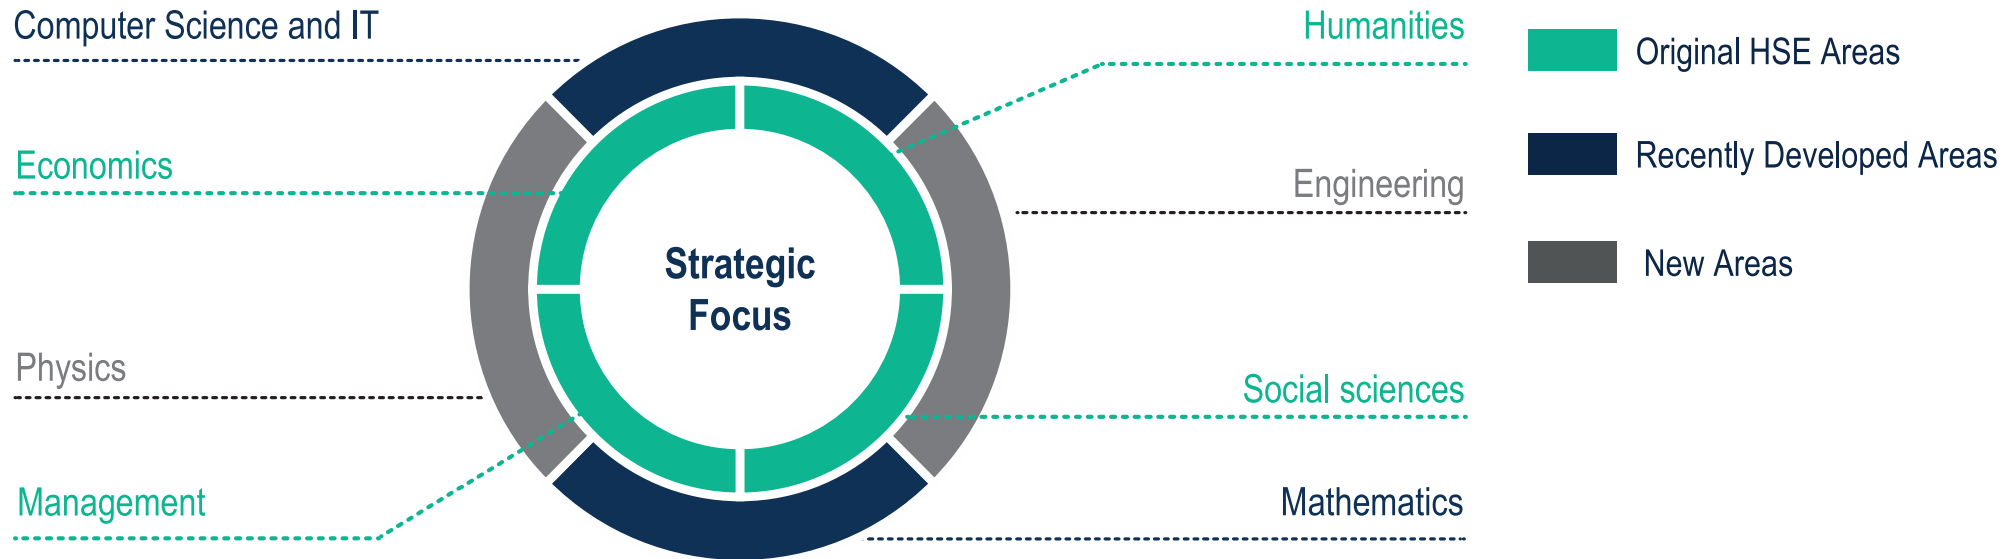 Computer Science and IT
Economics
Physics
Management
Strategic
Focus
Humanities
Engineering
Social sciences
Mathematics
Original HSE Areas
Recently Developed Areas
New Areas